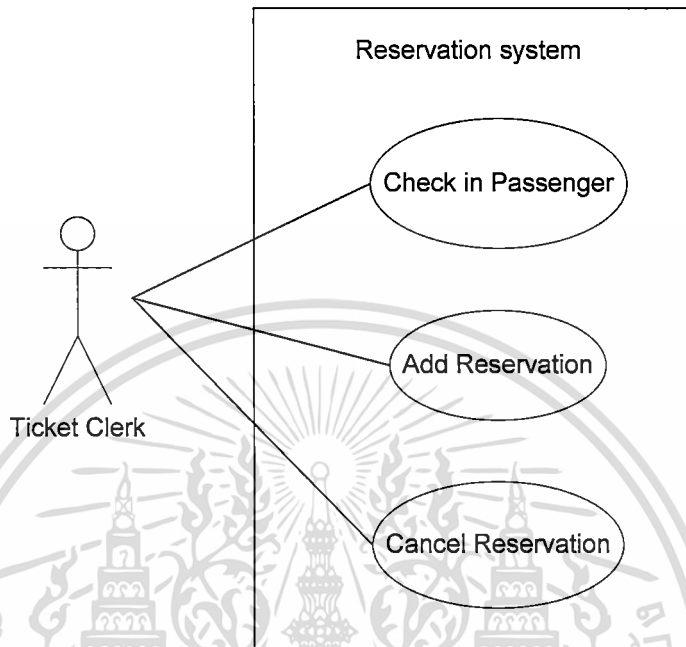 Reservation system
Check in Passenger
Add Reservation
Ticket Clerk
Cancel Reservation